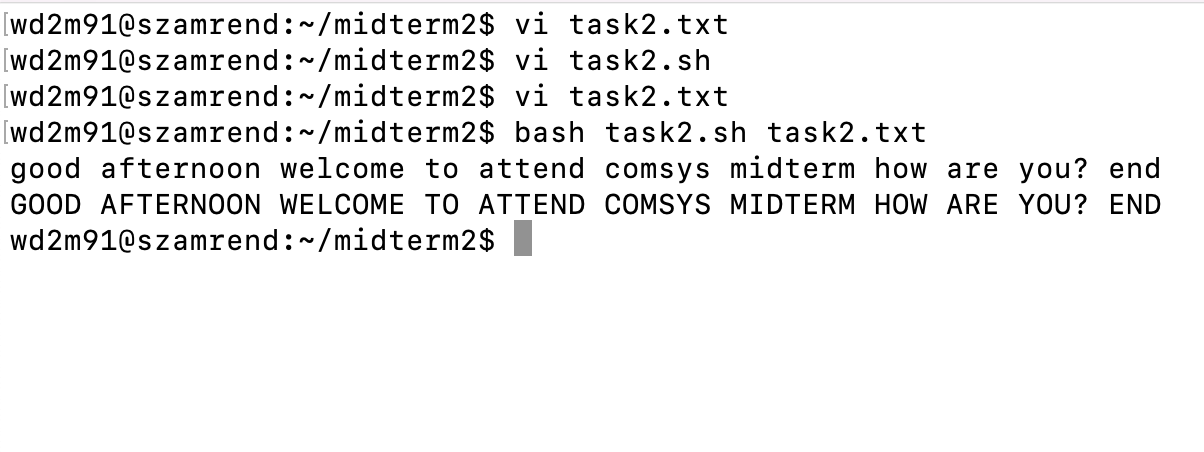 [wd2m91@szamrend:~/midterm2$ vi task2.txt
[wd2m91@szamrend:~/midterm2$ vi task2.sh
[wd2m91@szamrend:~/midterm2$ vi task2.txt
[wd2m91@szamrend:~/midterm2$ bash task2.sh task2.txt
good afternoon welcome to attend comsys midterm how are you? end
GOOD AFTERNOON WELCOME TO ATTEND COMSYS MIDTERM HOW ARE YOU? END
wd2m91@szamrend:~/midterm2$